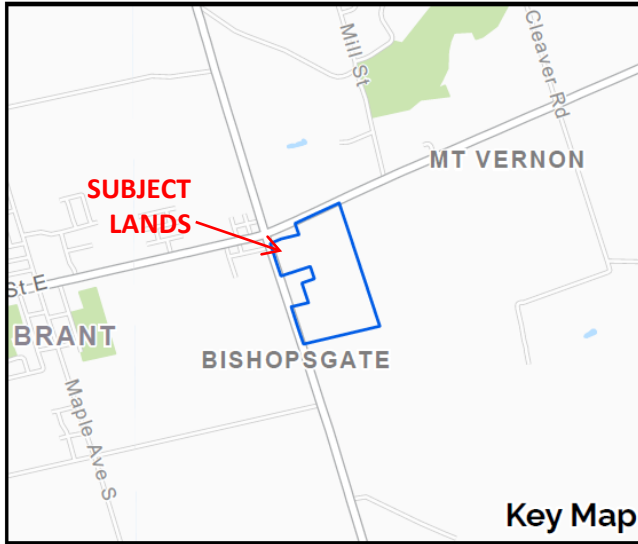 Mill St
Cleaver Rd
MT VERNON
SUBJECT
LANDS
St E
BRANT
BISHOPSGATE
Maple Ave S
Key Map